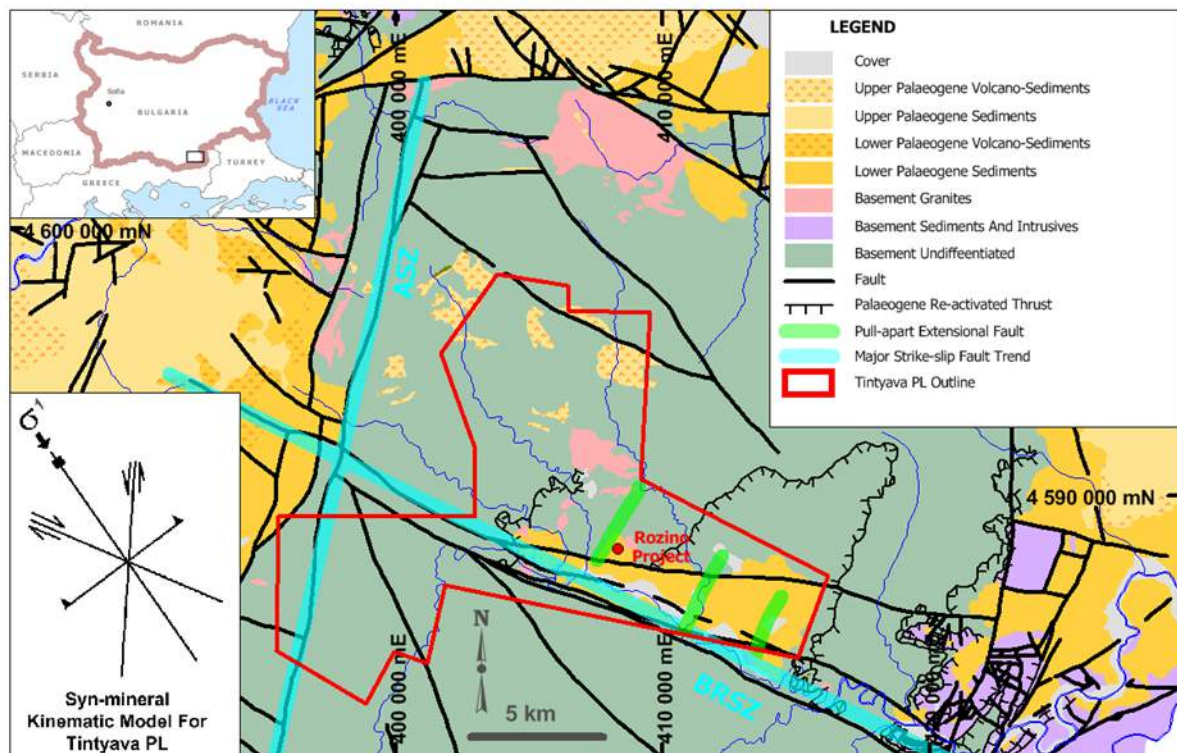 ROMANIA
SERBIA
Sofia
BULGARIA
BLACK
SEA
MACEDONIA
GREECE
TURKEY
400 000 mE
410 000 mE
4 600 000 mN
LEGEND
Cover
Upper Palaeogene Volcano-Sediments
Upper Palaeogene Sediments
Lower Palaeogene Volcano-Sediments
Lower Palaeogene Sediments
Basement Granites
Basement Sediments And Intrusives
Basement Undiffentiated
Fault
Palaeogene Re-activated Thrust
Pull-apart Extensional Fault
Major Strike-slip Fault Trend
Tintyava PL Outline
ASZ
4 590 000 mN
Rozino
Project
σ¹
Syn-mineral
Kinematic Model For
Tintyava PL
400 000 mE
N
5 km
410 000 mE
BRSZ